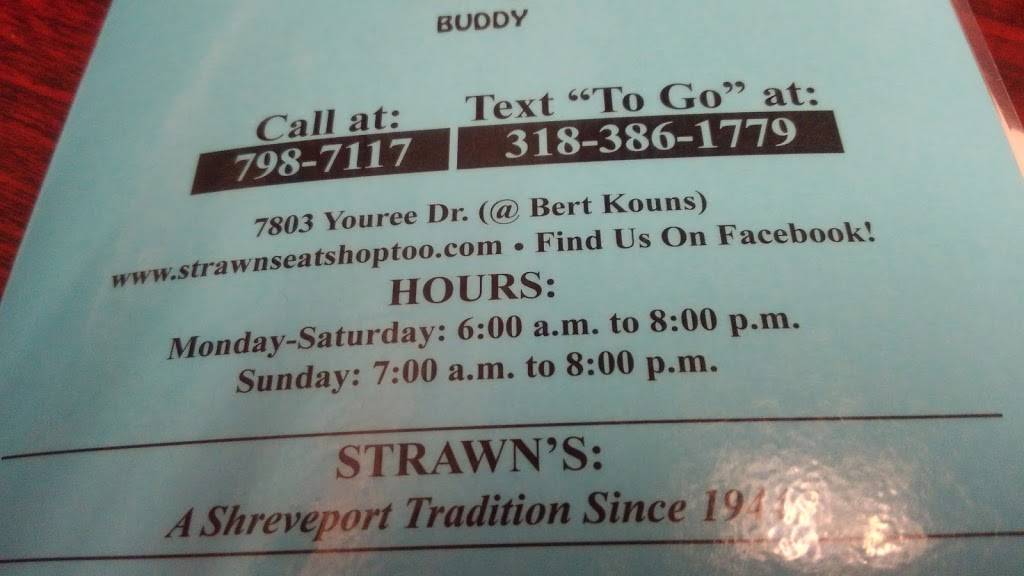 BUDDY
Call at: Text “To Go” at:
798-7117 318-386-1779
7803 Youree Dr. (@ Bert Kouns)
www.strawnseatshoptoo.com • Find Us On Facebook!
HOURS:
Monday-Saturday: 6:00 a.m. to 8:00 p.m.
Sunday: 7:00 a.m. to 8:00 p.m.
STRAWN’S:
A Shreveport Tradition Since